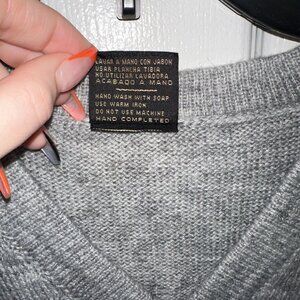 LAVAR A MANO CON JABON
USAR PLANCHA TIBIA
NO UTILIZAR LAVADORA
ACABADO A MANO
HAND WASH WITH SOAP
USE WARM IRON
DO NOT USE MACHINE
HAND COMPLETED